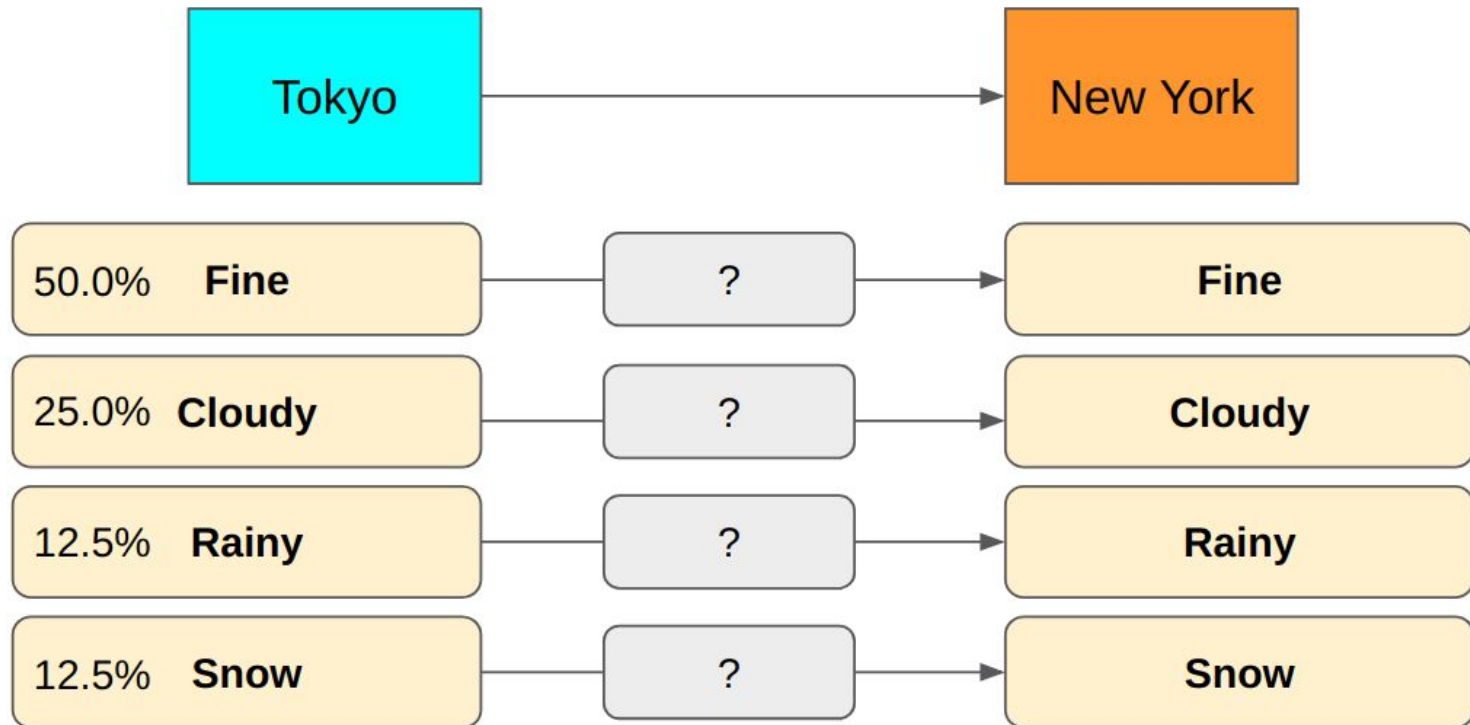 Tokyo
New York
50.0% Fine
?
Fine
25.0% Cloudy
?
Cloudy
12.5% Rainy
?
Rainy
12.5% Snow
?
Snow